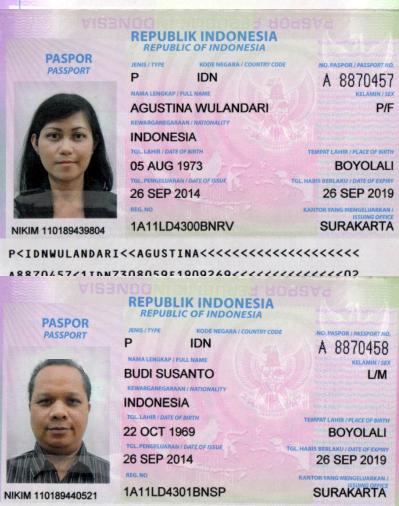 PASPOR INDONESIA
REPUBLIK INDONESIA
REPUBLIC OF INDONESIA
PASPOR
PASSPORT
JENIS / TYPE KODE NEGARA / COUNTRY CODE NO. PASPOR / PASSPORT NO.
P IDN A 8870457
NAMA LENGKAP / FULL NAME KELAMIN / SEX
AGUSTINA WULANDARI P/F
KEWARGANEGARAAN / NATIONALITY
INDONESIA
TGL. LAHIR / DATE OF BIRTH TEMPAT LAHIR / PLACE OF BIRTH
05 AUG 1973 BOYOLALI
TGL. PENGELUARAN / DATE OF ISSUE TGL. HABIS BERLAKU / DATE OF EXPIRY
26 SEP 2014 26 SEP 2019
REG. NO KANTOR YANG MENGELUARKAN /
ISSUING OFFICE
1A11LD4300BNRV SURAKARTA
NIKIM 110189439804
P<IDNWULANDARI<<AGUSTINA<<<<<<<<<<<<<<<<<<<<
PASPOR INDONESIA
REPUBLIK INDONESIA
REPUBLIC OF INDONESIA
PASPOR
PASSPORT
JENIS / TYPE KODE NEGARA / COUNTRY CODE NO. PASPOR / PASSPORT NO.
P IDN A 8870458
NAMA LENGKAP / FULL NAME KELAMIN / SEX
BUDI SUSANTO L/M
KEWARGANEGARAAN / NATIONALITY
INDONESIA
TGL. LAHIR / DATE OF BIRTH TEMPAT LAHIR / PLACE OF BIRTH
22 OCT 1969 BOYOLALI
TGL. PENGELUARAN / DATE OF ISSUE TGL. HABIS BERLAKU / DATE OF EXPIRY
26 SEP 2014 26 SEP 2019
REG. NO KANTOR YANG MENGELUARKAN /
ISSUING OFFICE
1A11LD4301BNSP SURAKARTA
NIKIM 110189440521